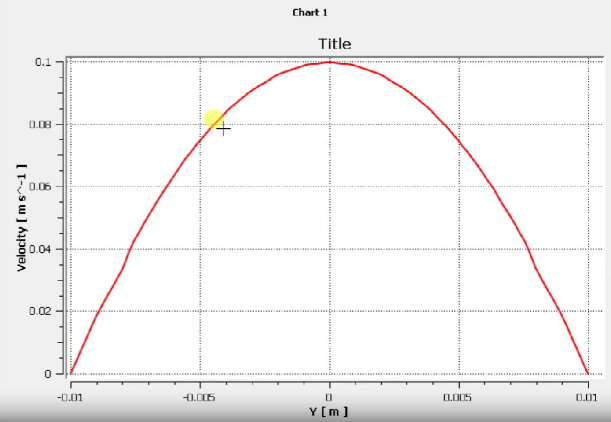 Chart 1
Title
0.1
0.08
0.06
0.04
0.02
0
Velocity [ m s^-1 ]
-0.01 -0.005 0 0.005 0.01
Y [ m ]